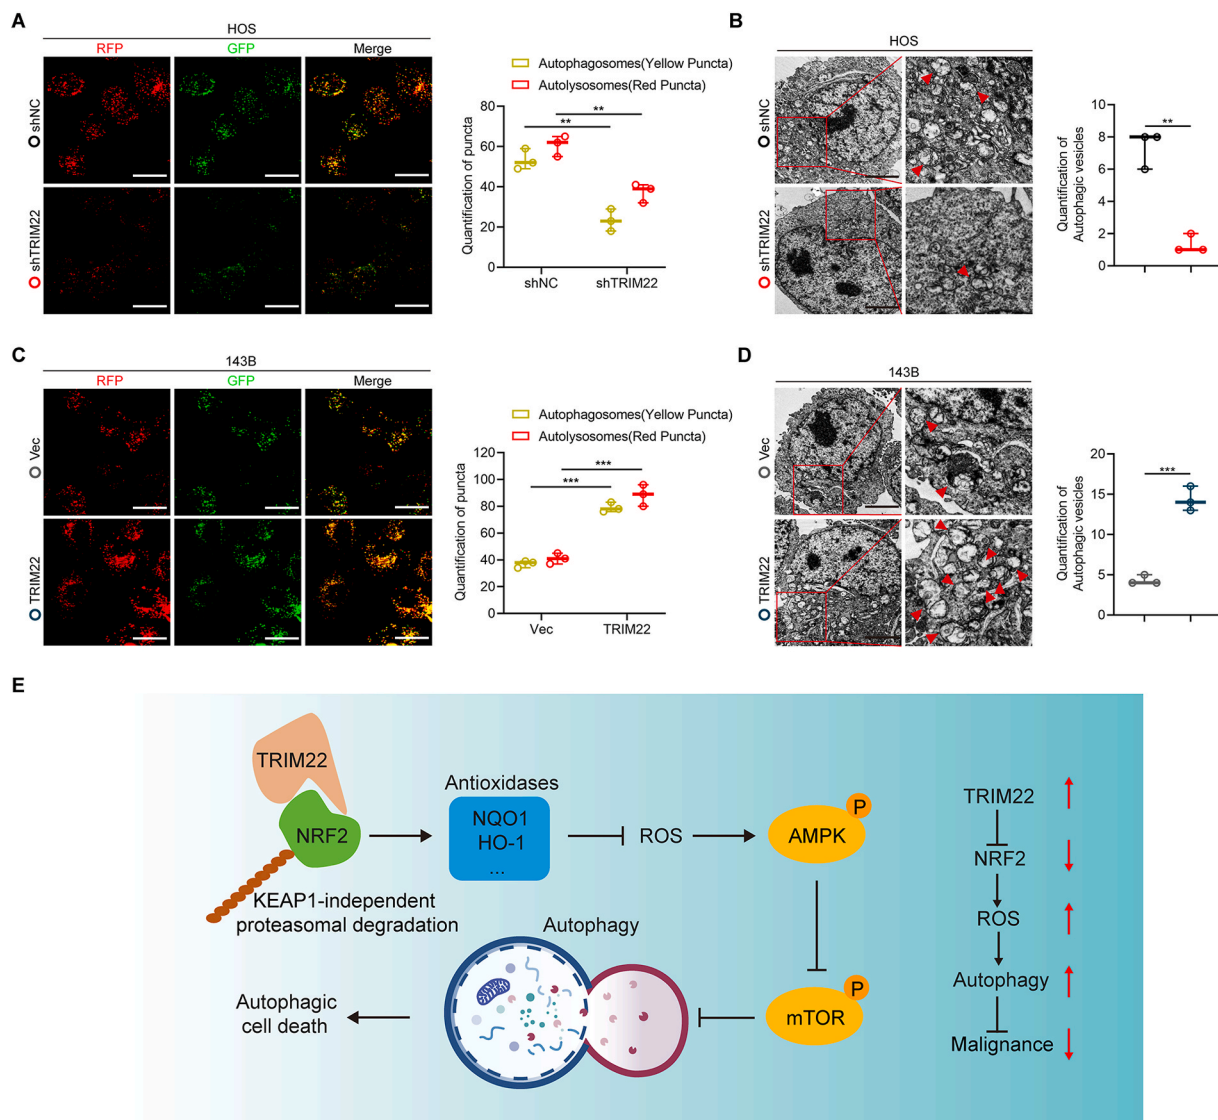 A
HOS
RFP GFP Merge
shNC
shTRIM22
Autophagosomes(Yellow Puncta)
Autolysosomes(Red Puncta)
Quantification of puncta
80
60
40
20
0
**
**
shNC shTRIM22
B
HOS
shNC
shTRIM22
Quantification of
Autophagic vesicles
10
8
6
4
2
0
**
C
143B
RFP GFP Merge
Vec
TRIM22
Autophagosomes(Yellow Puncta)
Autolysosomes(Red Puncta)
Quantification of puncta
120
100
80
60
40
20
0
***
***
Vec TRIM22
D
143B
Vec
TRIM22
Quantification of
Autophagic vesicles
20
15
10
5
0
***
E
TRIM22
NRF2
KEAP1-independent
proteasomal degradation
Antioxidases
NQO1
HO-1
...
ROS
AMPK
P
mTOR
P
Autophagy
Autophagic
cell death
TRIM22
NRF2
ROS
Autophagy
Malignance